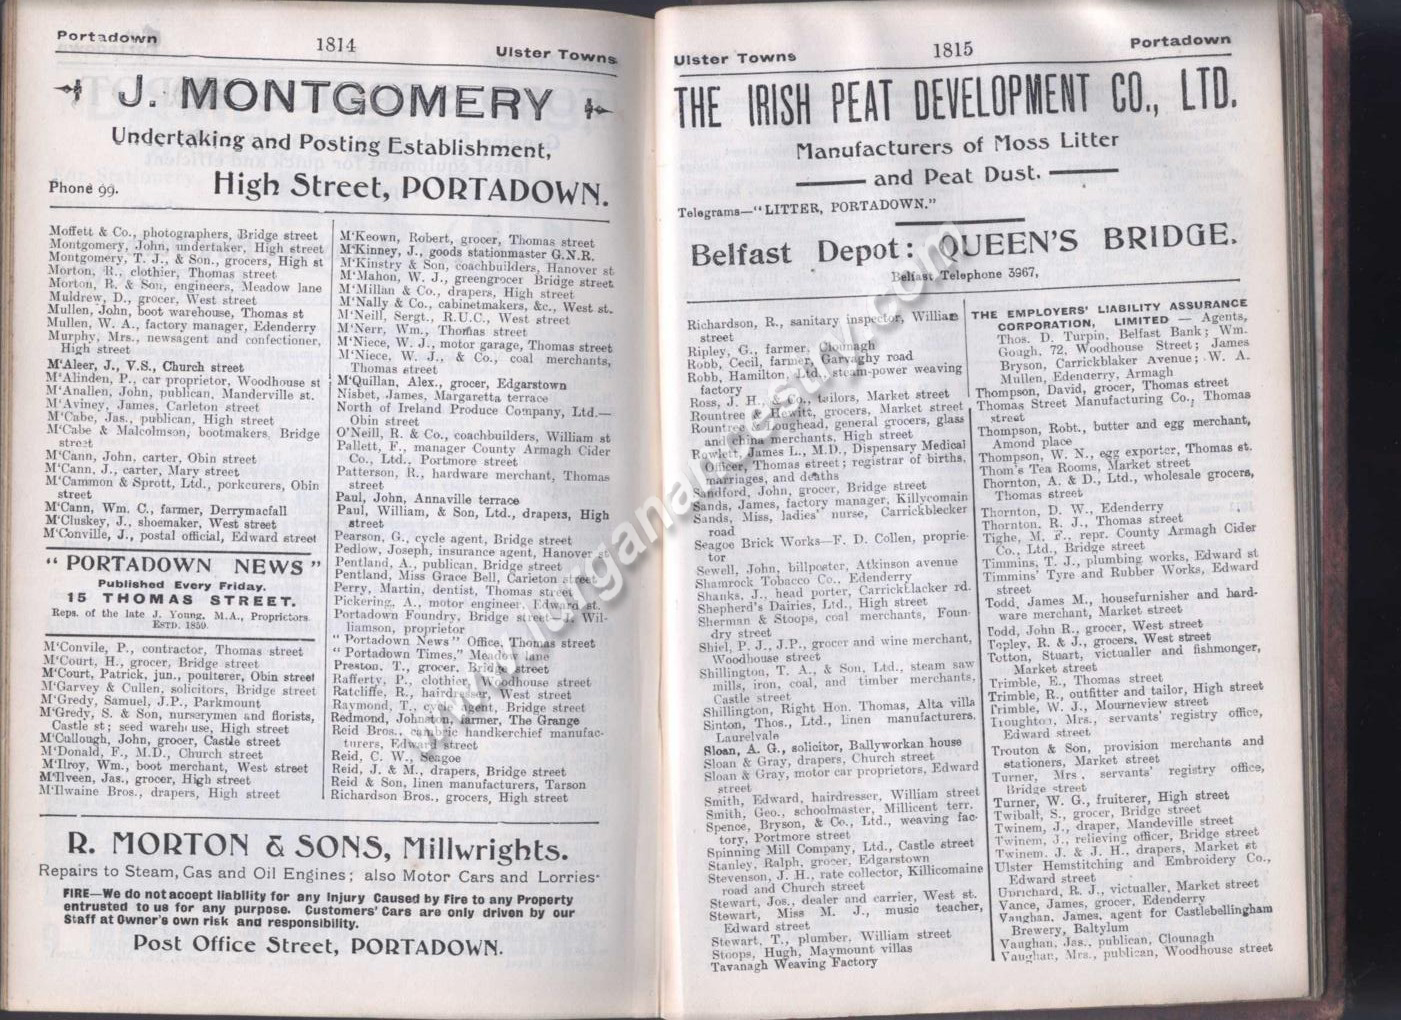 Portadown
1814
Ulster Towns
J. MONTGOMERY
Undertaking and Posting Establishment,
Phone 99. High Street, PORTADOWN.
Moffett & Co., photographers, Bridge street
Montgomery, John, undertaker, High street
Montgomery, T. J., & Son., grocers, High st
Morton, R., clothier, Thomas street
Morton, R. & Son, engineers, Meadow lane
Muldrew, D., grocer, West street
Mullen, John, boot warehouse, Thomas st
Mullen, W. A., factory manager, Edenderry
Murphy, Mrs., newsagent and confectioner,
High street
M'Aleer, J., V.S., Church street
M'Alinden, P., car proprietor, Woodhouse st
M'Anallen, John, publican, Manderville st.
M'Aviney, James, Carleton street
M'Cabe, Jas., publican, High street
M'Cabe & Malcolmson, bootmakers, Bridge
street
M'Cann, John, carter, Obin street
M'Cann, J., carter, Mary street
M'Cammon & Sprott, Ltd., porkcurers, Obin
street
M'Cann, Wm. C., farmer, Derrymacfall
M'Cluskey, J., shoemaker, West street
M'Conville, J., postal official, Edward street
"PORTADOWN NEWS"
Published Every Friday.
15 THOMAS STREET.
Reps. of the late J. Young, M.A., Proprietors
ESTD. 1859.
M'Convile, P., contractor, Thomas street
M'Court, H., grocer, Bridge street
M'Court, Patrick, jun., poulterer, Obin street
M'Garvey & Cullen, solicitors, Bridge street
M'Gredy, Samuel, J.P., Parkmount
M'Gredy, S. & Son, nurserymen and florists,
Castle st; seed wareh use, High street
M'Cullough, John, grocer, Castle street
M'Donald, F., M.D., Church street
M'Ilroy, Wm., boot merchant, West street
M'Ilveen, Jas., grocer, High street
M'Ilwaine Bros., drapers, High street
M'Keown, Robert, grocer, Thomas street
M'Kinney, J., goods stationmaster G.N.R.
M'Kinstry & Son, coachbuilders, Hanover st
M'Mahon, W. J., greengrocer Bridge street
M'Millan & Co., drapers, High street
M'Nally & Co., cabinetmakers, &c., West st.
M'Neill, Sergt., R.U.C., West street
M'Nerr, Wm., Thomas street
M'Niece, W. J., motor garage, Thomas street
M'Niece, W. J., & Co., coal merchants,
Thomas street
M'Quillan, Alex., grocer, Edgarstown
Nisbet, James, Margaretta terrace
North of Ireland Produce Company, Ltd.—
Obin street
O'Neill, R. & Co., coachbuilders, William st
Pallett, F., manager County Armagh Cider
Co., Ltd., Portmore street
Patterson, R., hardware merchant, Thomas
street
Paul, John, Annaville terrace
Paul, William, & Son, Ltd., drapers, High
street
Pearson, G., cycle agent, Bridge street
Pedlow, Joseph, insurance agent, Hanover st
Pentland, A., publican, Bridge street
Pentland, Miss Grace Bell, Carleton street
Perry, Martin, dentist, Thomas street
Pickering, A., motor engineer, Edward st.
Portadown Foundry, Bridge street—J. Wil-
liamson, proprietor
"Portadown News" Office, Thomas street
"Portadown Times," Meadow lane
Preston, T., grocer, Bridge street
Rafferty, P., clothier, Woodhouse street
Ratcliffe, R., hairdresser, West street
Raymond, T., cycle agent, Bridge street
Redmond, Johnston, farmer, The Grange
Reid Bros., cambric handkerchief manufac-
turers, Edward street
Reid, C. W., Seagoe
Reid, J. & M., drapers, Bridge street
Reid & Son, linen manufacturers, Tarson
Richardson Bros., grocers, High street
R. MORTON & SONS, Millwrights.
Repairs to Steam, Gas and Oil Engines; also Motor Cars and Lorries.
FIRE—We do not accept liability for any Injury Caused by Fire to any Property
entrusted to us for any purpose. Customers' Cars are only driven by our
Staff at Owner's own risk and responsibility.
Post Office Street, PORTADOWN.
Ulster Towns
1815
Portadown
THE IRISH PEAT DEVELOPMENT CO., LTD.
Manufacturers of Moss Litter
and Peat Dust.
Telegrams—"LITTER, PORTADOWN."
Belfast Depot: QUEEN'S BRIDGE.
Belfast Telephone 3967,
Richardson, R., sanitary inspector, William
street
Ripley, G., farmer, Clounagh
Robb, Cecil, farmer, Garvaghy road
Robb, Hamilton, Ltd., steam-power weaving
factory
Ross, J. H., & Co., tailors, Market street
Rountree & Hewitt, grocers, Market street
Rountree & Loughead, general grocers, glass
and china merchants, High street
Rowlett, James L., M.D., Dispensary Medical
Officer, Thomas street; registrar of births,
marriages, and deaths
Sandford, John, grocer, Bridge street
Sands, James, factory manager, Killycomain
Sands, Miss, ladies' nurse, Carrickblecker
road
Seagoe Brick Works—F. D. Collen, proprie-
tor
Sewell, John, billposter, Atkinson avenue
Shamrock Tobacco Co., Edenderry
Shanks, J., head porter, Carrickblacker rd.
Shepherd's Dairies, Ltd., High street
Sherman & Stoops, coal merchants, Foun-
dry street
Shiel, P. J., J.P., grocer and wine merchant,
Woodhouse street
Shillington, T. A., & Son, Ltd., steam saw
mills, iron, coal, and timber merchants,
Castle street
Shillington, Right Hon. Thomas, Alta villa
Sinton, Thos., Ltd., linen manufacturers,
Laurelvale
Sloan, A. G., solicitor, Ballyworkan house
Sloan & Gray, drapers, Church street
Sloan & Gray, motor car proprietors, Edward
street
Smith, Edward, hairdresser, William street
Smith, Geo., schoolmaster, Millicent terr.
Spence, Bryson, & Co., Ltd., weaving fac-
tory, Portmore street
Spinning Mill Company, Ltd., Castle street
Stanley, Ralph, grocer, Edgarstown
Stevenson, J. H., rate collector, Killicomaine
road and Church street
Stewart, Jos., dealer and carrier, West st.
Stewart, Miss M. J., music teacher,
Edward street
Stewart, T., plumber, William street
Stoops, Hugh, Maymount villas
Tavanagh Weaving Factory
THE EMPLOYERS' LIABILITY ASSURANCE
CORPORATION, LIMITED — Agents,
Thos. D. Turpin, Belfast Bank; Wm.
Gough, 72, Woodhouse Street; James
Bryson, Carrickblaker Avenue; W. A.
Mullen, Edenderry, Armagh
Thompson, David, grocer, Thomas street
Thomas Street Manufacturing Co., Thomas
street
Thompson, Robt., butter and egg merchant,
Amond place
Thompson, W. N., egg exporter, Thomas st.
Thom's Tea Rooms, Market street
Thornton, A. & D., Ltd., wholesale grocers,
Thomas street
Thornton, D. W., Edenderry
Thornton, R. J., Thomas street
Tighe, M. F., repr. County Armagh Cider
Co., Ltd., Bridge street
Timmins, T. J., plumbing works, Edward st
Timmins' Tyre and Rubber Works, Edward
street
Todd, James M., housefurnisher and hard-
ware merchant, Market street
Todd, John R., grocer, West street
Topley, R. & J., grocers, West street
Totton, Stuart, victualler and fishmonger,
Market street
Trimble, E., Thomas street
Trimble, R., outfitter and tailor, High street
Trimble, W. J., Mourneview street
Troughton, Mrs., servants' registry office,
Edward street
Trouton & Son, provision merchants and
stationers, Market street
Turner, Mrs., servants' registry office,
Bridge street
Turner, W. G., fruiterer, High street
Twibalt, S., grocer, Bridge street
Twinem, J., draper, Mandeville street
Twinem, J., relieving officer, Bridge street
Twinem, J. & J. H., drapers, Market st
Ulster Hemstitching and Embroidery Co.,
Edward street
Uprichard, R. J., victualler, Market street
Vance, James, grocer, Edenderry
Vaughan, James, agent for Castlebellingham
Brewery, Baltylum
Vaughan, Jas., publican, Clounagh
Vaughan, Mrs., publican, Woodhouse street
www.lurganancestry.com